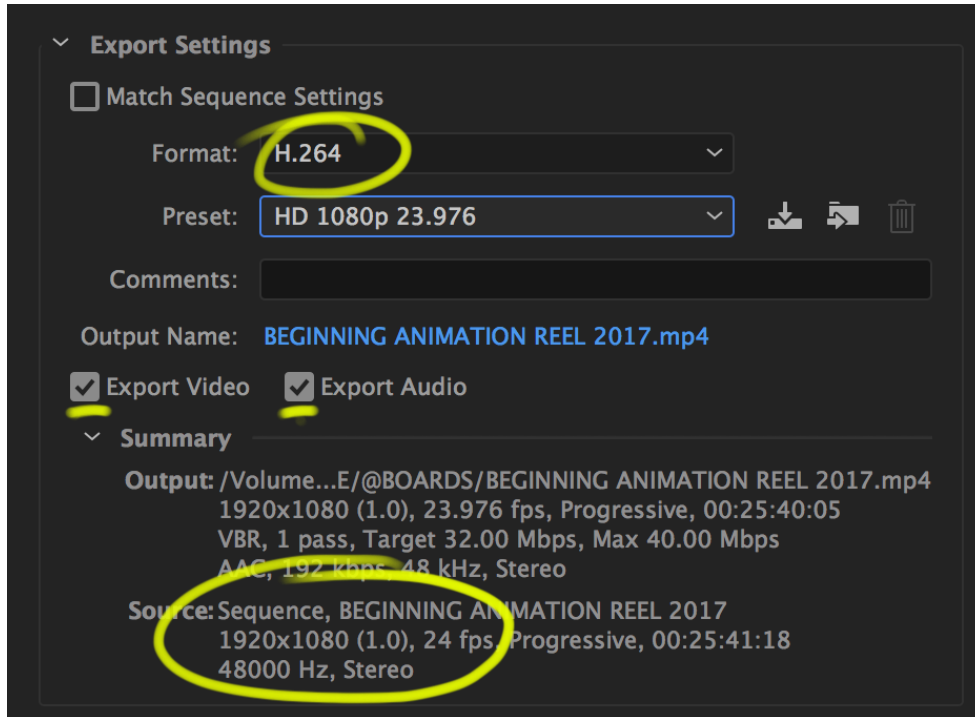 Export Settings
Match Sequence Settings
Format: H.264
Preset: HD 1080p 23.976
Comments:
Output Name: BEGINNING ANIMATION REEL 2017.mp4
Export Video Export Audio
Summary
Output: /Volume...E/@BOARDS/BEGINNING ANIMATION REEL 2017.mp4
1920x1080 (1.0), 23.976 fps, Progressive, 00:25:40:05
VBR, 1 pass, Target 32.00 Mbps, Max 40.00 Mbps
AAC, 192 kbps, 48 kHz, Stereo
Source: Sequence, BEGINNING ANIMATION REEL 2017
1920x1080 (1.0), 24 fps, Progressive, 00:25:41:18
48000 Hz, Stereo